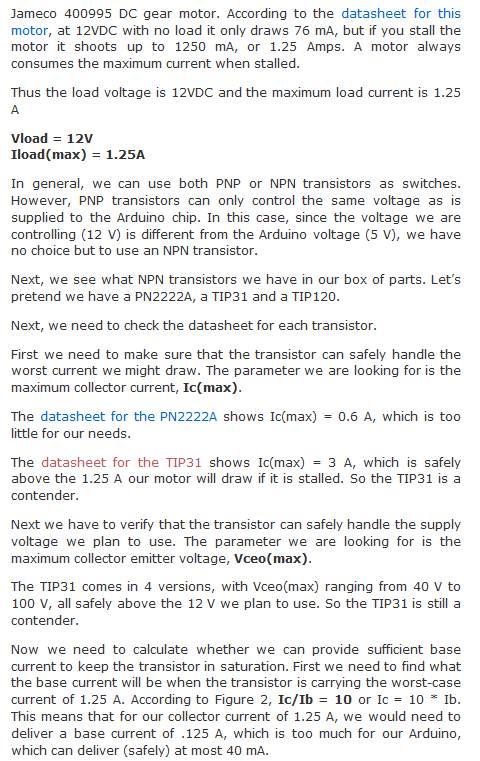 Jameco 400995 DC gear motor. According to the datasheet for this
motor, at 12VDC with no load it only draws 76 mA, but if you stall the
motor it shoots up to 1250 mA, or 1.25 Amps. A motor always
consumes the maximum current when stalled.
Thus the load voltage is 12VDC and the maximum load current is 1.25
A
Vload = 12V
Iload(max) = 1.25A
In general, we can use both PNP or NPN transistors as switches.
However, PNP transistors can only control the same voltage as is
supplied to the Arduino chip. In this case, since the voltage we are
controlling (12 V) is different from the Arduino voltage (5 V), we have
no choice but to use an NPN transistor.
Next, we see what NPN transistors we have in our box of parts. Let's
pretend we have a PN2222A, a TIP31 and a TIP120.
Next, we need to check the datasheet for each transistor.
First we need to make sure that the transistor can safely handle the
worst current we might draw. The parameter we are looking for is the
maximum collector current, Ic(max).
The datasheet for the PN2222A shows Ic(max) = 0.6 A, which is too
little for our needs.
The datasheet for the TIP31 shows Ic(max) = 3 A, which is safely
above the 1.25 A our motor will draw if it is stalled. So the TIP31 is a
contender.
Next we have to verify that the transistor can safely handle the supply
voltage we plan to use. The parameter we are looking for is the
maximum collector emitter voltage, Vceo(max).
The TIP31 comes in 4 versions, with Vceo(max) ranging from 40 V to
100 V, all safely above the 12 V we plan to use. So the TIP31 is still a
contender.
Now we need to calculate whether we can provide sufficient base
current to keep the transistor in saturation. First we need to find what
the base current will be when the transistor is carrying the worst-case
current of 1.25 A. According to Figure 2, Ic/Ib = 10 or Ic = 10 * Ib.
This means that for our collector current of 1.25 A, we would need to
deliver a base current of .125 A, which is too much for our Arduino,
which can deliver (safely) at most 40 mA.